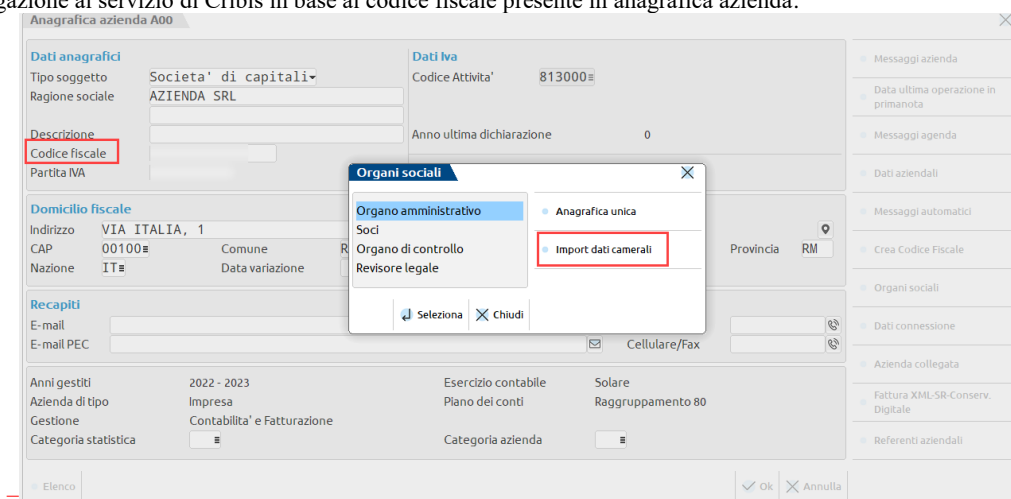 gazione al servizio di Cribis in base al codice fiscale presente in anagrafica azienda.
Anagrafica azienda A00
Dati anagrafici
Tipo soggetto Societa' di capitali
Ragione sociale AZIENDA SRL
Descrizione
Codice fiscale
Partita IVA
Dati Iva
Codice Attivita' 813000
Anno ultima dichiarazione 0
Domicilio fiscale
Indirizzo VIA ITALIA, 1
CAP 00100 Comune R
Provincia RM
Nazione IT Data variazione
Recapiti
E-mail
E-mail PEC Cellulare/Fax
Anni gestiti 2022 - 2023 Esercizio contabile Solare
Azienda di tipo Impresa Piano dei conti Raggruppamento 80
Gestione Contabilita' e Fatturazione
Categoria statistica Categoria azienda
Elenco Ok Annulla
Organi sociali
Organo amministrativo
Soci
Organo di controllo
Revisore legale
Anagrafica unica
Import dati camerali
Seleziona Chiudi
Messaggi azienda
Data ultima operazione in
primanota
Messaggi agenda
Dati aziendali
Messaggi automatici
Crea Codice Fiscale
Organi sociali
Dati connessione
Azienda collegata
Fattura XML-SR-Conserv.
Digitale
Referenti aziendali